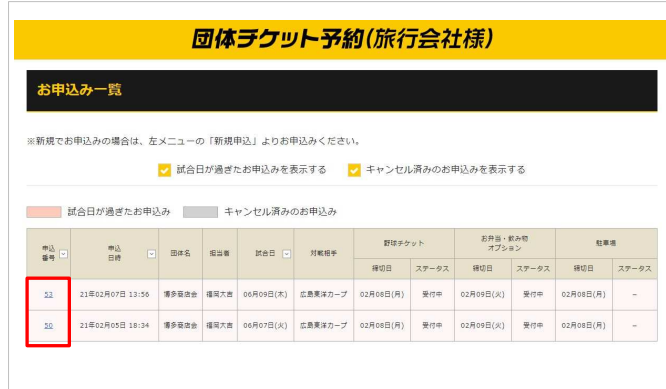 団体チケット予約(旅行会社様)
お申込み一覧
※新規でお申込みの場合は、左メニューの「新規申込」よりお申込みください。
試合日が過ぎたお申込みを表示する キャンセル済みのお申込みを表示する
試合日が過ぎたお申込み キャンセル済みのお申込み
申込番号 申込日時 団体名 担当者 試合日 対戦相手 野球チケット お弁当・飲み物オプション 駐車場
締切日 ステータス 締切日 ステータス 締切日 ステータス
53 21年02月07日 13:56 博多商店会 福岡大吉 06月09日(木) 広島東洋カープ 02月08日(月) 受付中 02月09日(火) 受付中 02月08日(月) −
50 21年02月05日 18:34 博多商店会 福岡大吉 06月07日(火) 広島東洋カープ 02月08日(月) 受付中 02月09日(火) 受付中 02月08日(月) −